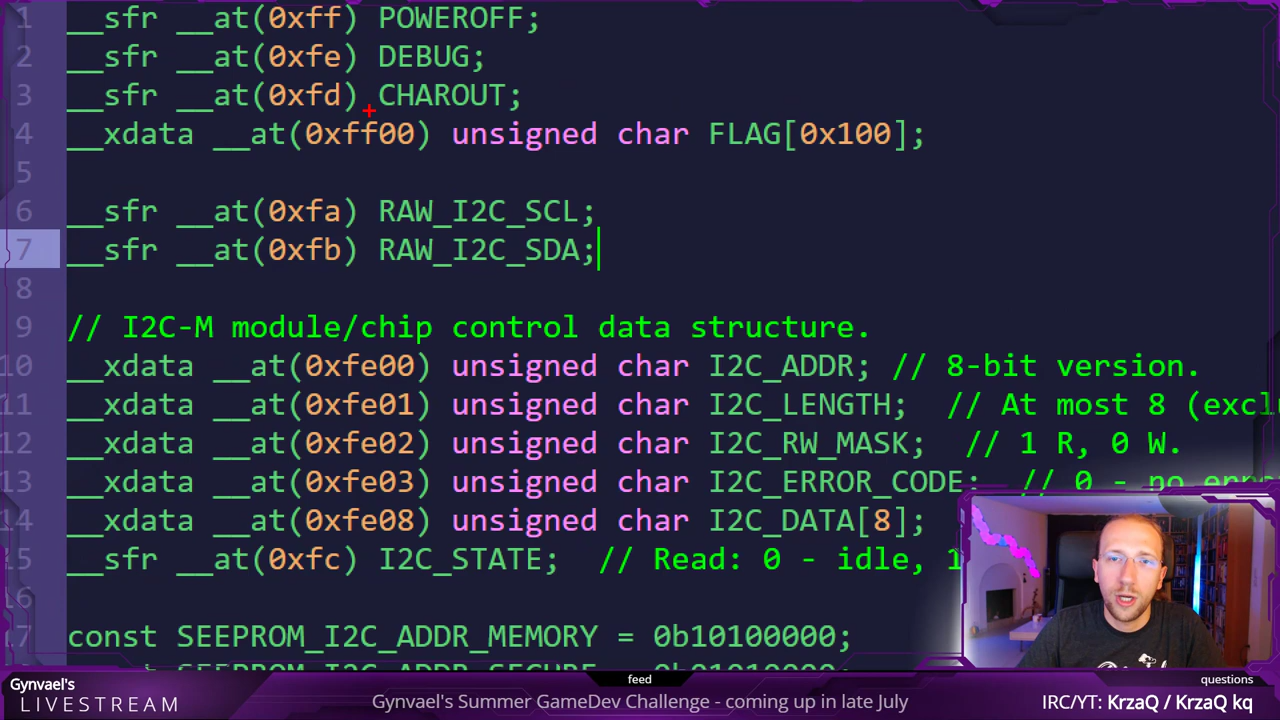 1 __sfr __at(0xff) POWEROFF;
2 __sfr __at(0xfe) DEBUG;
3 __sfr __at(0xfd) CHAROUT;
4 __xdata __at(0xff00) unsigned char FLAG[0x100];
5
6 __sfr __at(0xfa) RAW_I2C_SCL;
7 __sfr __at(0xfb) RAW_I2C_SDA;
8
9 // I2C-M module/chip control data structure.
10 __xdata __at(0xfe00) unsigned char I2C_ADDR; // 8-bit version.
11 __xdata __at(0xfe01) unsigned char I2C_LENGTH;  // At most 8 (exclu
12 __xdata __at(0xfe02) unsigned char I2C_RW_MASK;  // 1 R, 0 W.
13 __xdata __at(0xfe03) unsigned char I2C_ERROR_CODE;  // 0 - no
14 __xdata __at(0xfe08) unsigned char I2C_DATA[8];
15 __sfr __at(0xfc) I2C_STATE;  // Read: 0 - idle, 1
16
17 const SEEPROM_I2C_ADDR_MEMORY = 0b10100000;
SEEPROM_I2C_ADDR_SECURE
Gynvael's
LIVESTREAM
feed
Gynvael's Summer GameDev Challenge - coming up in late July
questions
IRC/YT: KrzaQ / KrzaQ kq